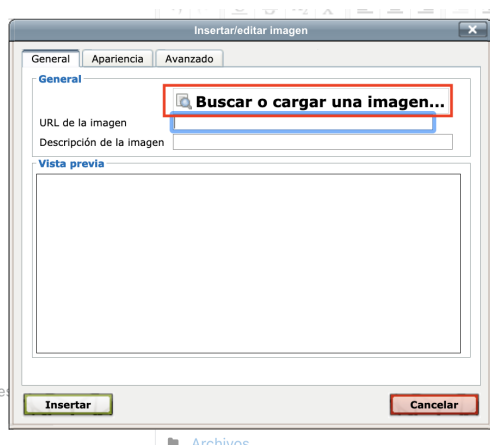 Insertar/editar imagen
General Apariencia Avanzado
General
Buscar o cargar una imagen...
URL de la imagen
Descripción de la imagen
Vista previa
Insertar Cancelar
Archivos